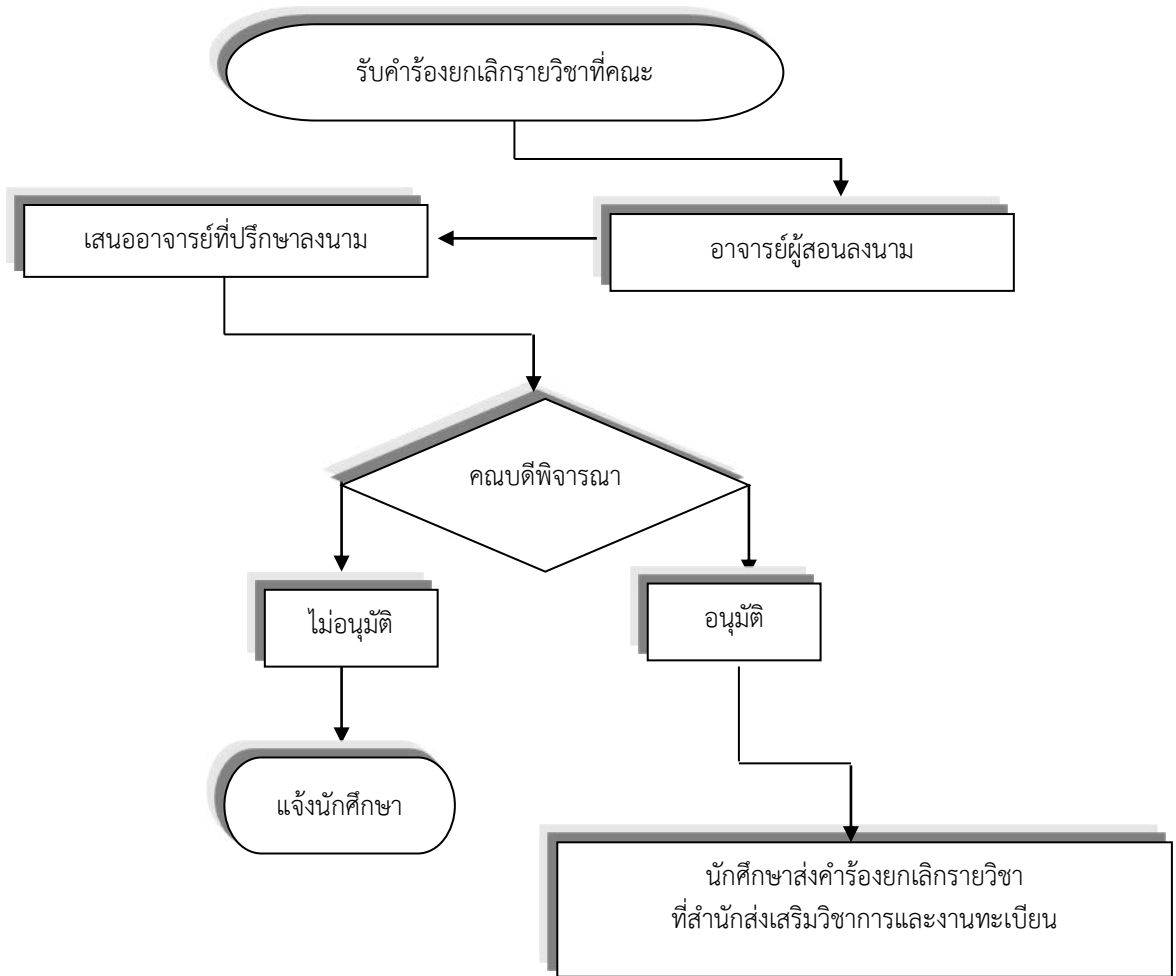 รับคำร้องยกเลิกรายวิชาที่คณะ
อาจารย์ผู้สอนลงนาม
เสนออาจารย์ที่ปรึกษาลงนาม
คณบดีพิจารณา
ไม่อนุมัติ
อนุมัติ
แจ้งนักศึกษา
นักศึกษาส่งคำร้องยกเลิกรายวิชา
ที่สำนักส่งเสริมวิชาการและงานทะเบียน